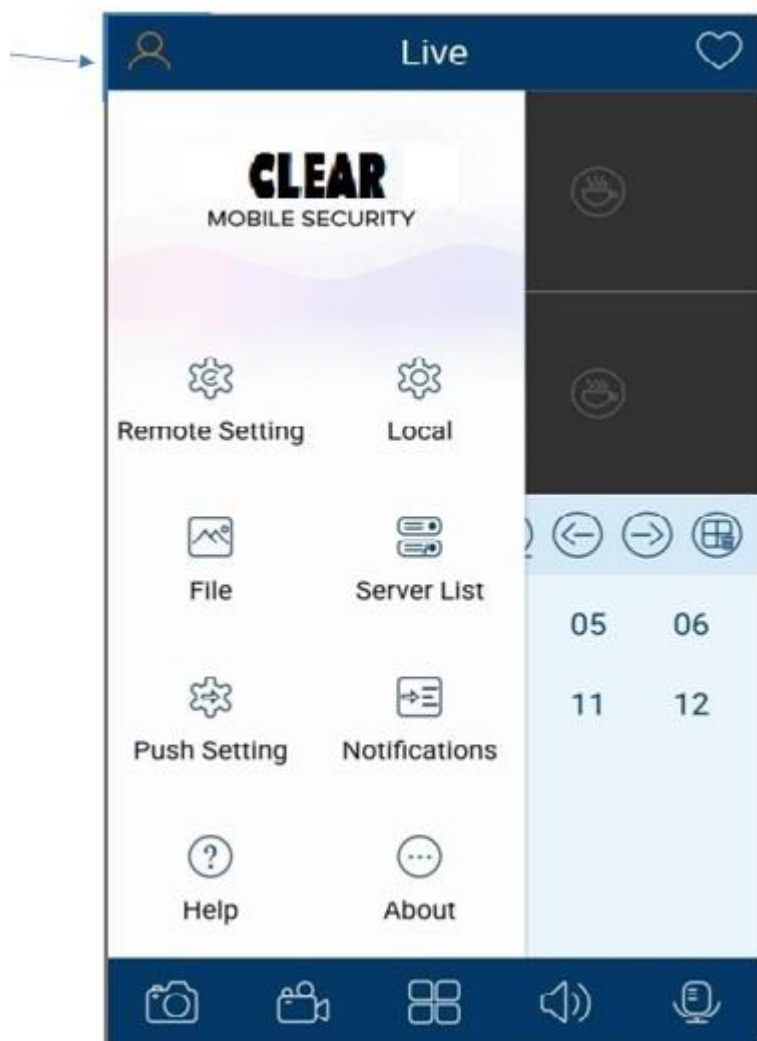 Live
CLEAR
MOBILE SECURITY
Remote Setting
Local
File
Server List
05
06
Push Setting
Notifications
11
12
Help
About